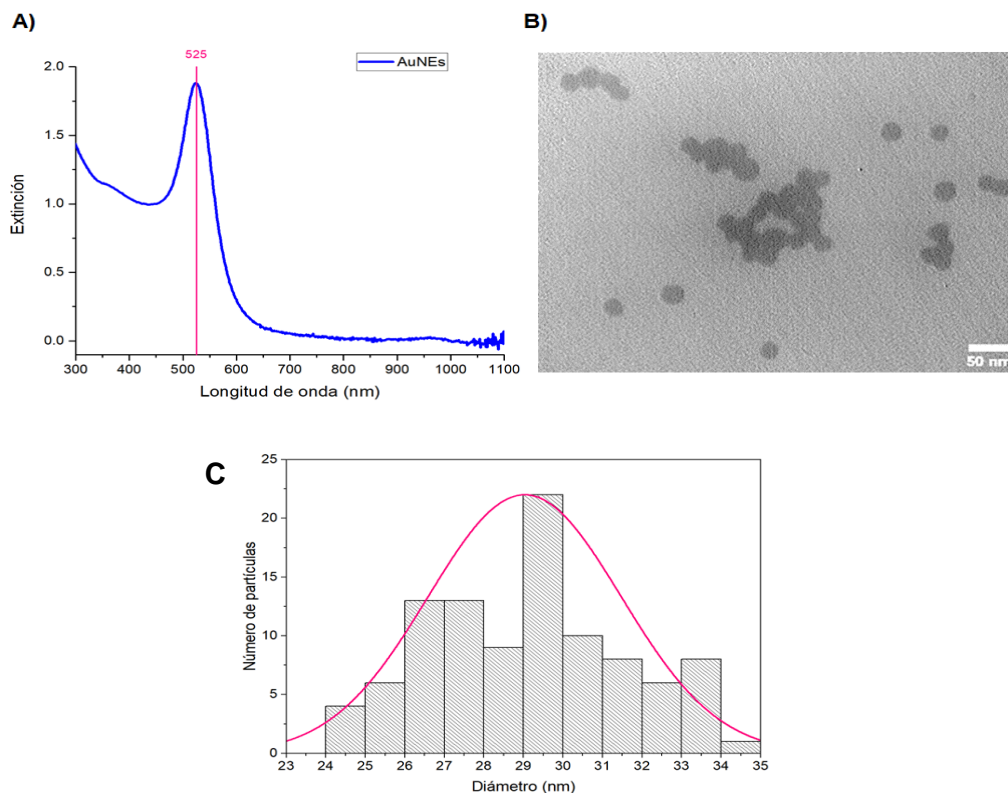 A)
525
AuNEs
2.0
1.5
1.0
0.5
0.0
Extinción
300 400 500 600 700 800 900 1000 1100
Longitud de onda (nm)
B)
50 nm
C
25
20
15
10
5
0
Número de partículas
23 24 25 26 27 28 29 30 31 32 33 34 35
Diámetro (nm)